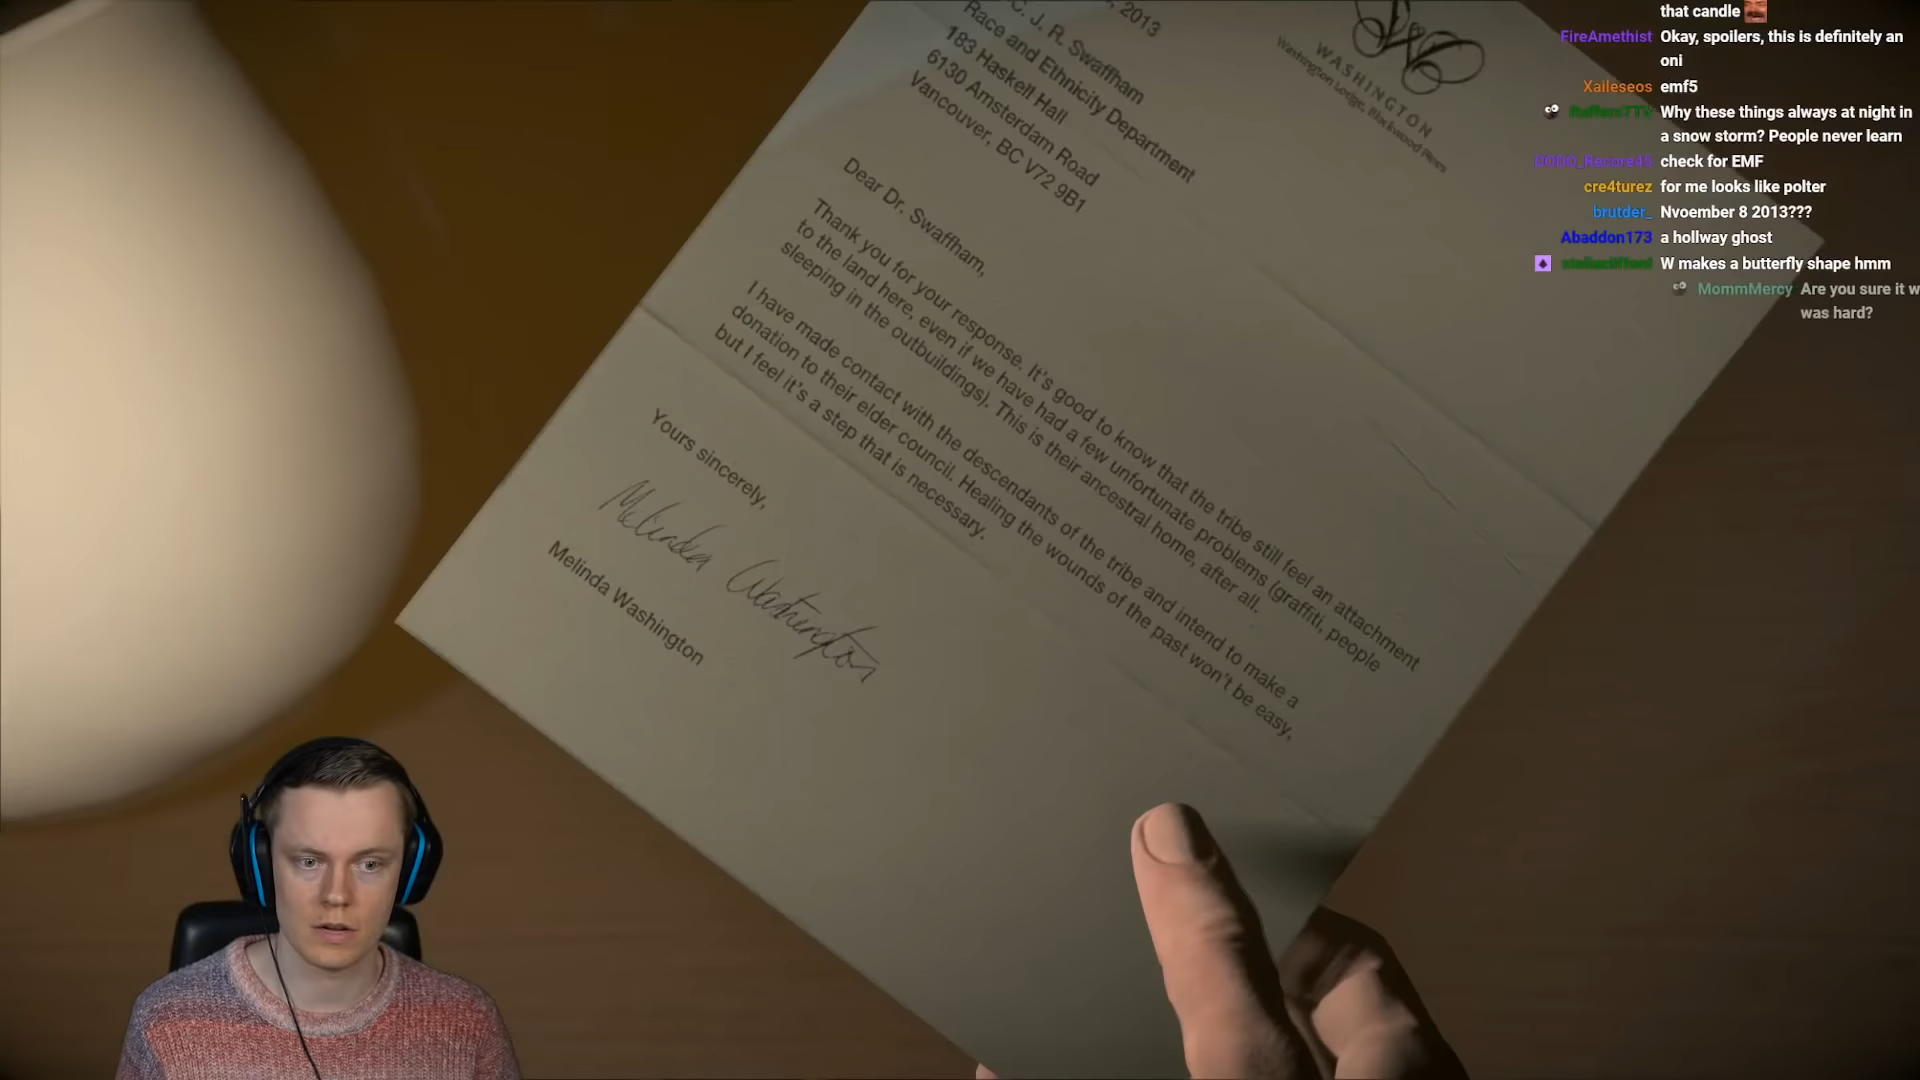 , 2013
C. J. R. Swaffham
Race and Ethnicity Department
183 Haskell Hall
6130 Amsterdam Road
Vancouver, BC V72 9B1
WASHINGTON
Washington Lodge, Blackwood Pines
Dear Dr. Swaffham,
Thank you for your response. It's good to know that the tribe still feel an attachment
to the land here, even if we have had a few unfortunate problems (graffiti, people
sleeping in the outbuildings). This is their ancestral home, after all.
I have made contact with the descendants of the tribe and intend to make a
donation to their elder council. Healing the wounds of the past won't be easy,
but I feel it's a step that is necessary.
Yours sincerely,
Melinda Washington
Melinda Washington
that candle
FireAmethist Okay, spoilers, this is definitely an
oni
Xaileseos emf5
Why these things always at night in
a snow storm? People never learn
check for EMF
cre4turez for me looks like polter
brutder_ Nvoember 8 2013???
Abaddon173 a hollway ghost
W makes a butterfly shape hmm
MommMercy Are you sure it w
was hard?